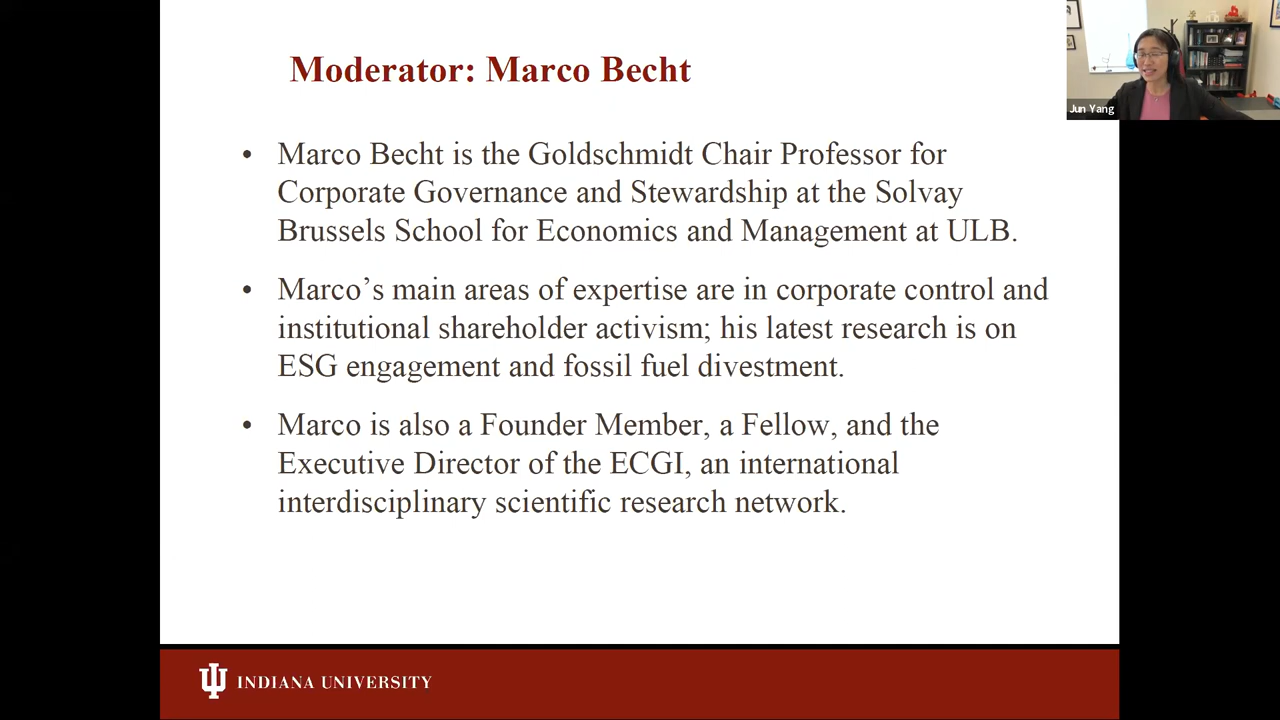 Moderator: Marco Becht
Jun Yang
• Marco Becht is the Goldschmidt Chair Professor for
Corporate Governance and Stewardship at the Solvay
Brussels School for Economics and Management at ULB.
• Marco’s main areas of expertise are in corporate control and
institutional shareholder activism; his latest research is on
ESG engagement and fossil fuel divestment.
• Marco is also a Founder Member, a Fellow, and the
Executive Director of the ECGI, an international
interdisciplinary scientific research network.
INDIANA UNIVERSITY